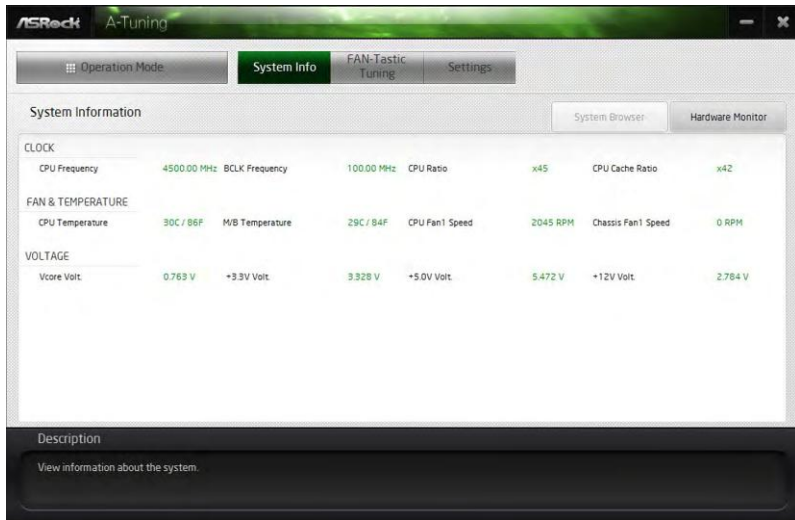 ASRock A-Tuning
Operation Mode System Info FAN-Tastic Tuning Settings
System Information System Browser Hardware Monitor
CLOCK
CPU Frequency 4500.00 MHz BCLK Frequency 100.00 MHz CPU Ratio x45 CPU Cache Ratio x42
FAN & TEMPERATURE
CPU Temperature 30C / 86F M/B Temperature 29C / 84F CPU Fan1 Speed 2045 RPM Chassis Fan1 Speed 0 RPM
VOLTAGE
Vcore Volt. 0.763 V +3.3V Volt. 3.328 V +5.0V Volt. 5.472 V +12V Volt. 2.784 V
Description
View information about the system.